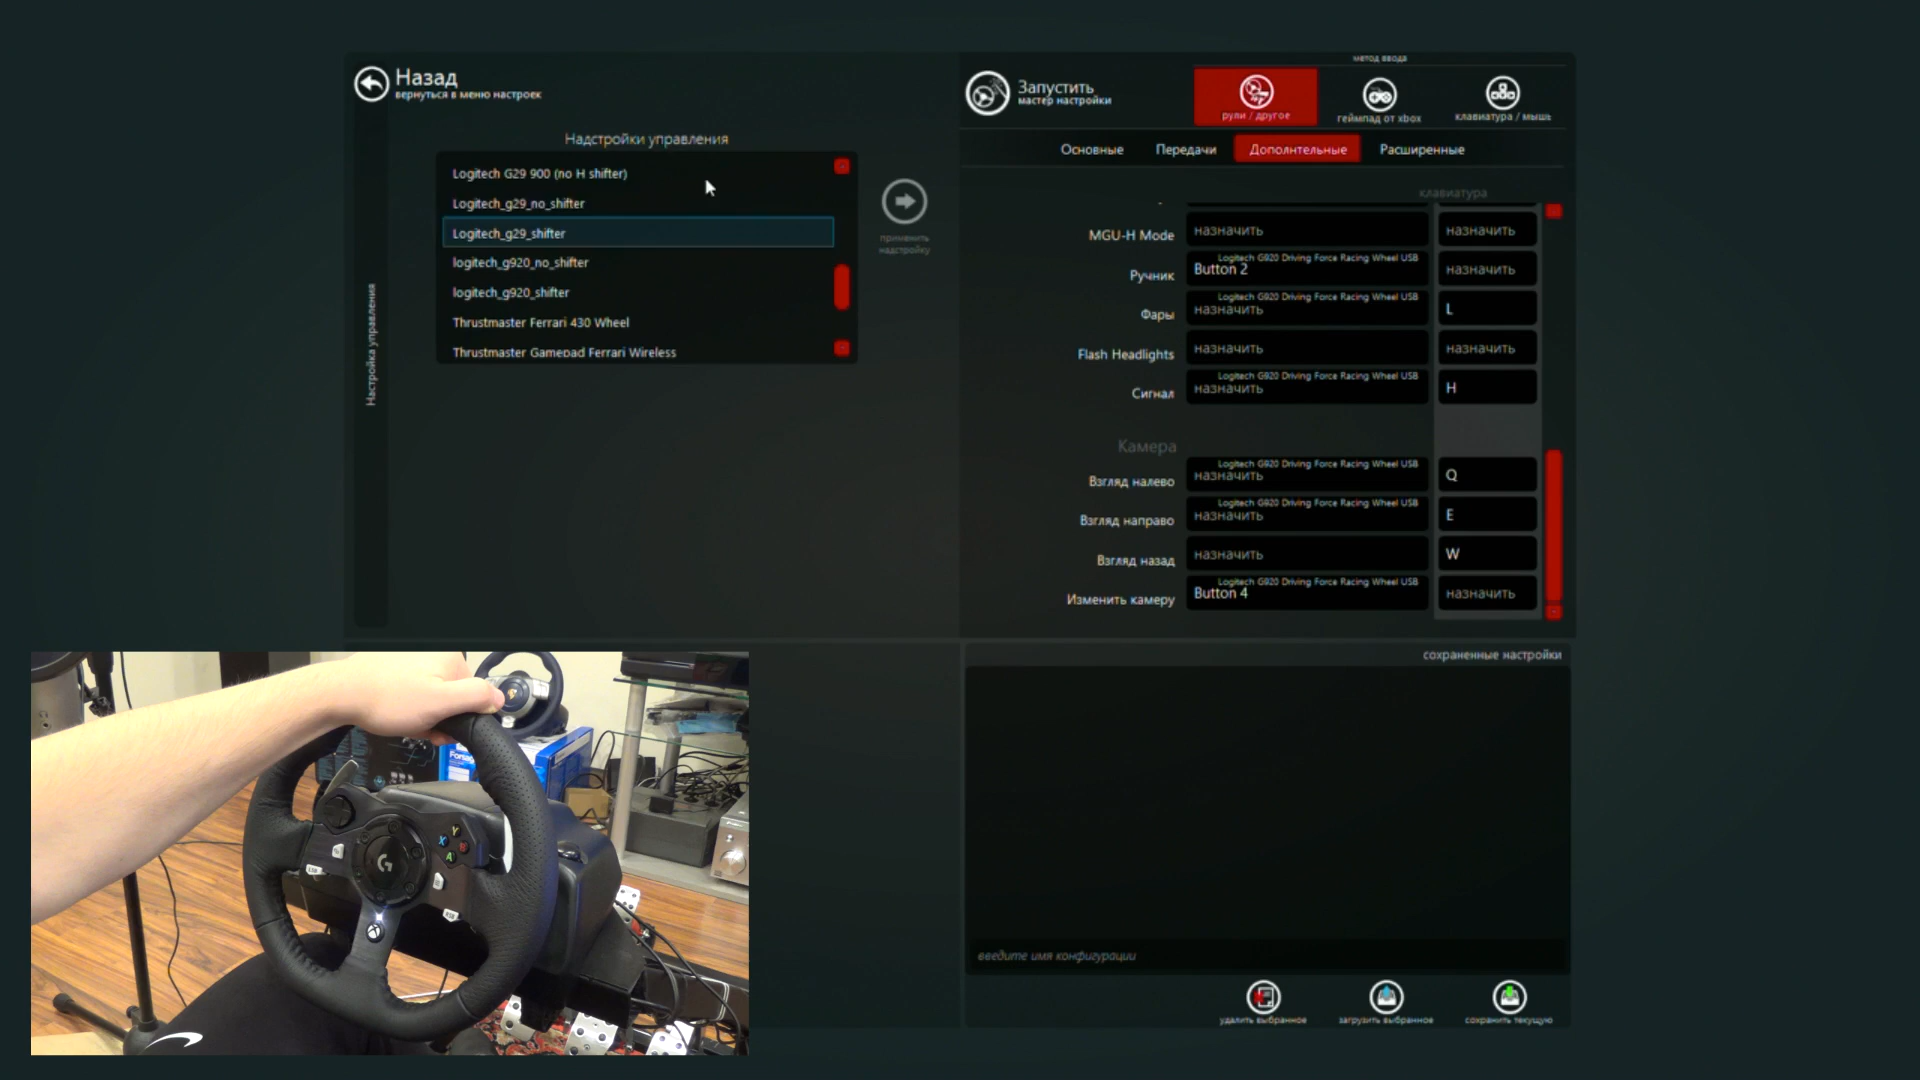 Назад
вернуться в меню настроек
Настройка управления
Надстройки управления
Logitech G29 900 (no H shifter)
Logitech_g29_no_shifter
Logitech_g29_shifter
logitech_g920_no_shifter
logitech_g920_shifter
Thrustmaster Ferrari 430 Wheel
Thrustmaster Gamepad Ferrari Wireless
применить
надстройку
Запустить
мастер настройки
метод ввода
рули / другое
геймпад от xbox
клавиатура / мышь
Основные
Передачи
Дополнтельные
Расширенные
клавиатура
MGU-H Mode
назначить
назначить
Ручник
Logitech G920 Driving Force Racing Wheel USB
Button 2
назначить
Фары
Logitech G920 Driving Force Racing Wheel USB
назначить
L
Flash Headlights
назначить
назначить
Сигнал
Logitech G920 Driving Force Racing Wheel USB
назначить
H
Камера
Взгляд налево
Logitech G920 Driving Force Racing Wheel USB
назначить
Q
Взгляд направо
Logitech G920 Driving Force Racing Wheel USB
назначить
E
Взгляд назад
назначить
W
Изменить камеру
Logitech G920 Driving Force Racing Wheel USB
Button 4
назначить
сохраненные настройки
введите имя конфигурации
удалить выбранное
загрузить выбранное
сохранить текущую
Y
X
B
A
G